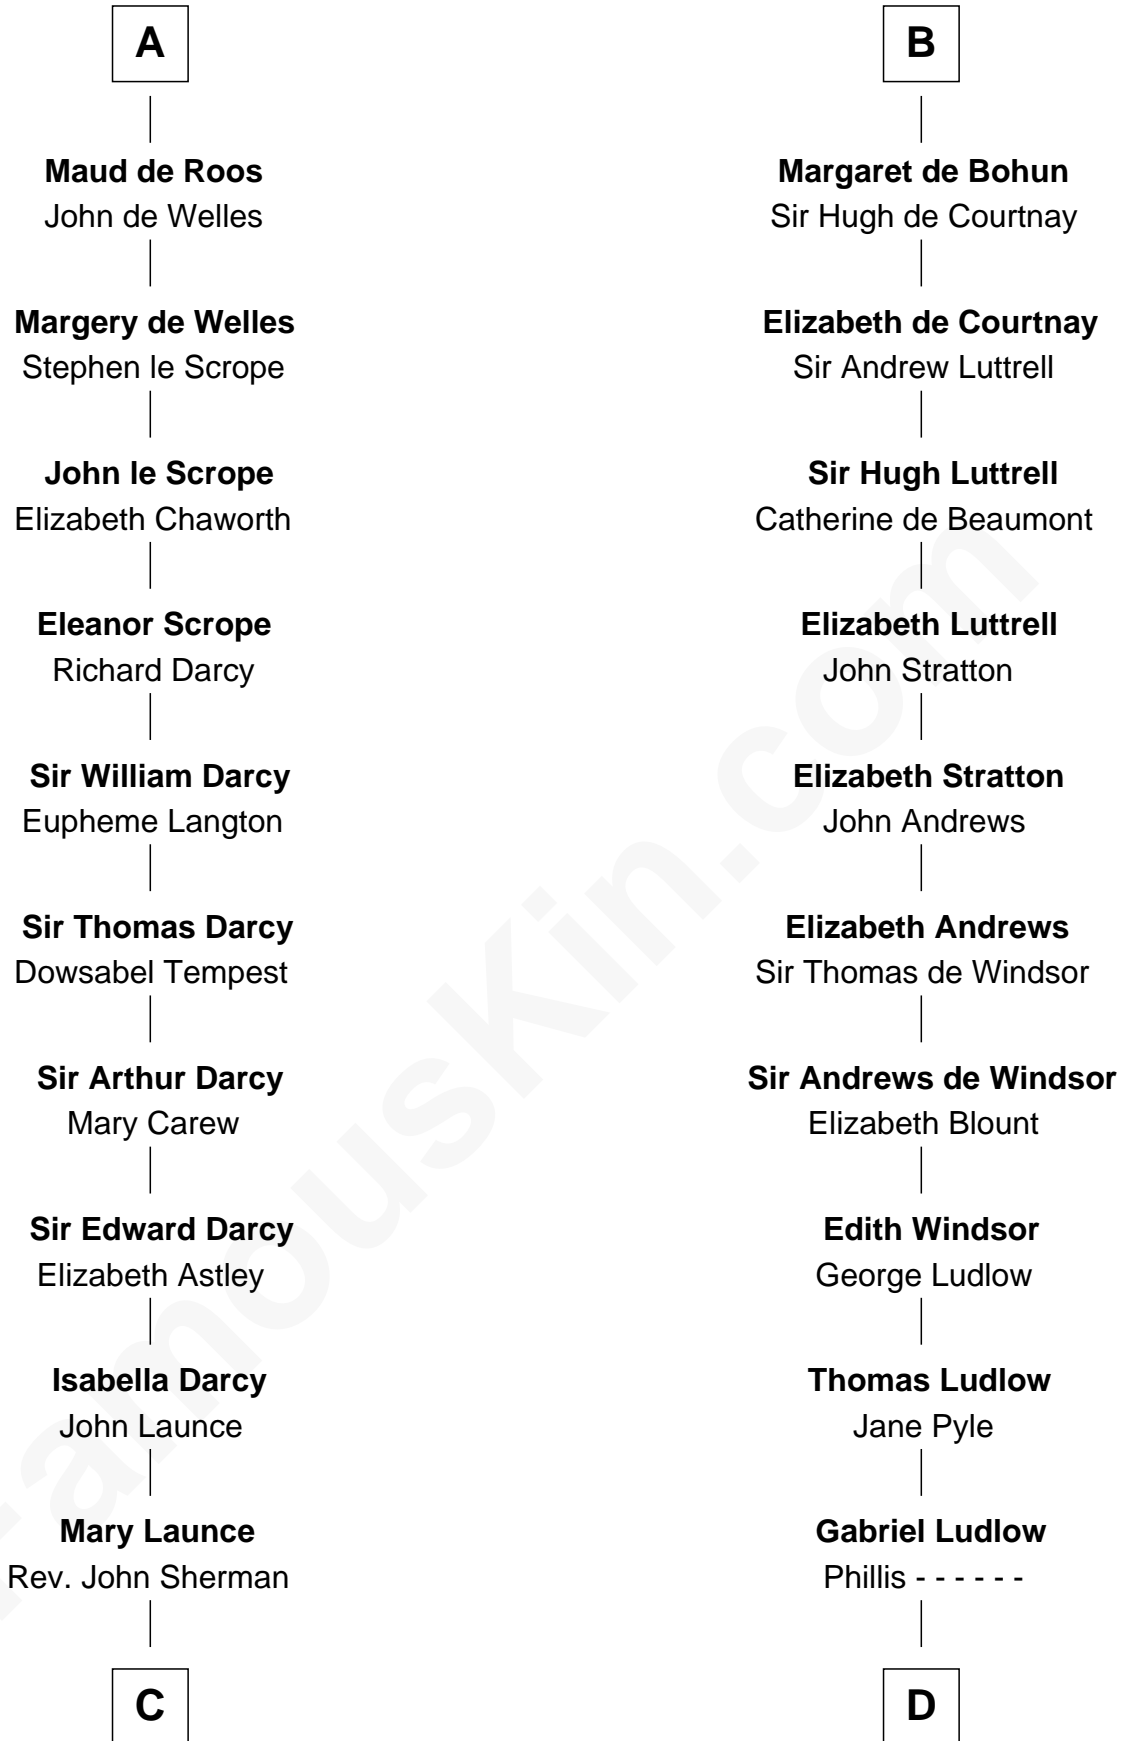 A
Maud de Roos
John de Welles
Margery de Welles
Stephen le Scrope
John le Scrope
Elizabeth Chaworth
Eleanor Scrope
Richard Darcy
Sir William Darcy
Eupheme Langton
Sir Thomas Darcy
Dowsabel Tempest
Sir Arthur Darcy
Mary Carew
Sir Edward Darcy
Elizabeth Astley
Isabella Darcy
John Launce
Mary Launce
Rev. John Sherman
C
B
Margaret de Bohun
Sir Hugh de Courtnay
Elizabeth de Courtnay
Sir Andrew Luttrell
Sir Hugh Luttrell
Catherine de Beaumont
Elizabeth Luttrell
John Stratton
Elizabeth Stratton
John Andrews
Elizabeth Andrews
Sir Thomas de Windsor
Sir Andrews de Windsor
Elizabeth Blount
Edith Windsor
George Ludlow
Thomas Ludlow
Jane Pyle
Gabriel Ludlow
Phillis - - - - - -
D
FamousKin.com